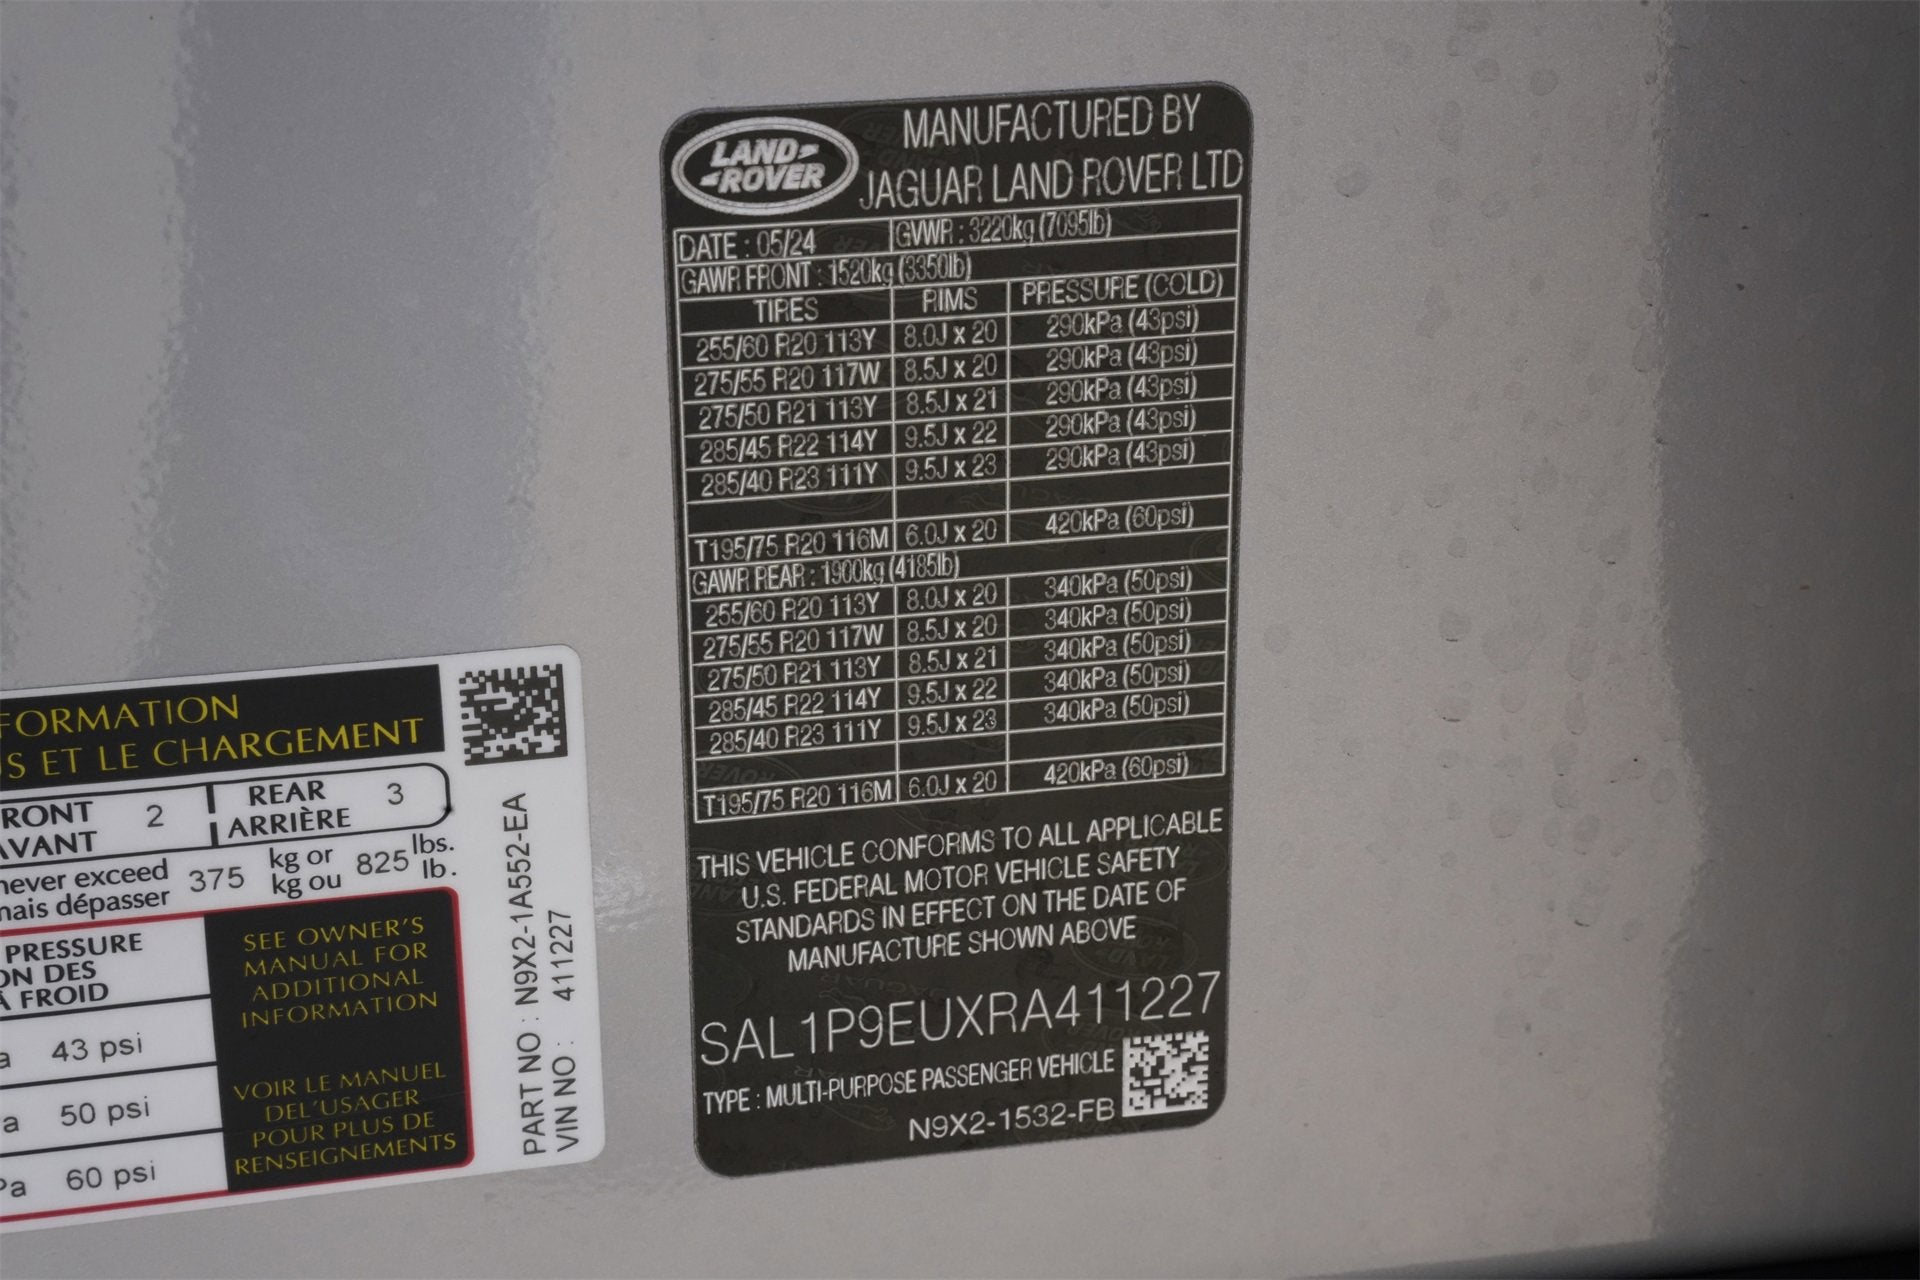 LAND
ROVER
MANUFACTURED BY
JAGUAR LAND ROVER LTD
DATE : 05/24 GVWR : 3220kg (7095lb)
GAWR FRONT : 1520kg (3350lb)
TIRES RIMS PRESSURE (COLD)
255/60 R20 113Y 8.0J x 20 290kPa (43psi)
275/55 R20 117W 8.5J x 20 290kPa (43psi)
275/50 R21 113Y 8.5J x 21 290kPa (43psi)
285/45 R22 114Y 9.5J x 22 290kPa (43psi)
285/40 R23 111Y 9.5J x 23 290kPa (43psi)
T195/75 R20 116M 6.0J x 20 420kPa (60psi)
GAWR REAR : 1900kg (4185lb)
255/60 R20 113Y 8.0J x 20 340kPa (50psi)
275/55 R20 117W 8.5J x 20 340kPa (50psi)
275/50 R21 113Y 8.5J x 21 340kPa (50psi)
285/45 R22 114Y 9.5J x 22 340kPa (50psi)
285/40 R23 111Y 9.5J x 23 340kPa (50psi)
T195/75 R20 116M 6.0J x 20 420kPa (60psi)
THIS VEHICLE CONFORMS TO ALL APPLICABLE
U.S. FEDERAL MOTOR VEHICLE SAFETY
STANDARDS IN EFFECT ON THE DATE OF
MANUFACTURE SHOWN ABOVE
SAL1P9EUXRA411227
TYPE : MULTI-PURPOSE PASSENGER VEHICLE
N9X2-1532-FB
FORMATION
US ET LE CHARGEMENT
RONT 2 REAR 3
AVANT ARRIÈRE
never exceed 375 kg or 825 lbs.
mais dépasser kg ou lb.
PRESSURE
ON DES
À FROID
a 43 psi
a 50 psi
Pa 60 psi
SEE OWNER'S
MANUAL FOR
ADDITIONAL
INFORMATION
VOIR LE MANUEL
DEL'USAGER
POUR PLUS DE
RENSEIGNEMENTS
PART NO : N9X2-1A552-EA
VIN NO : 411227